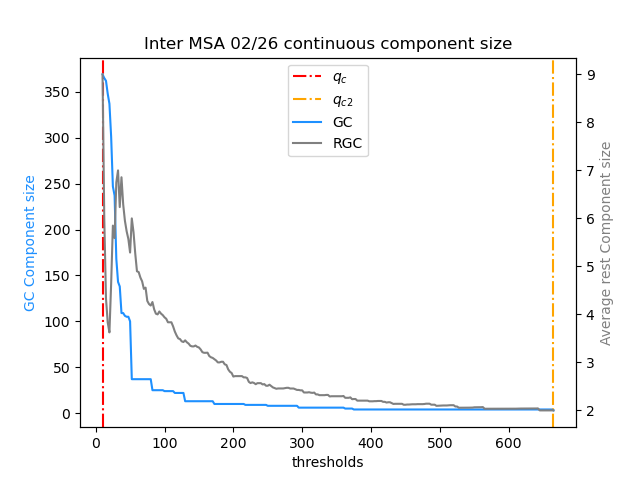 Inter MSA 02/26 continuous component size
GC Component size
350
300
250
200
150
100
50
0
q_c
q_{c2}
GC
RGC
9
8
7
6
5
4
3
2
Average rest Component size
0 100 200 300 400 500 600
thresholds